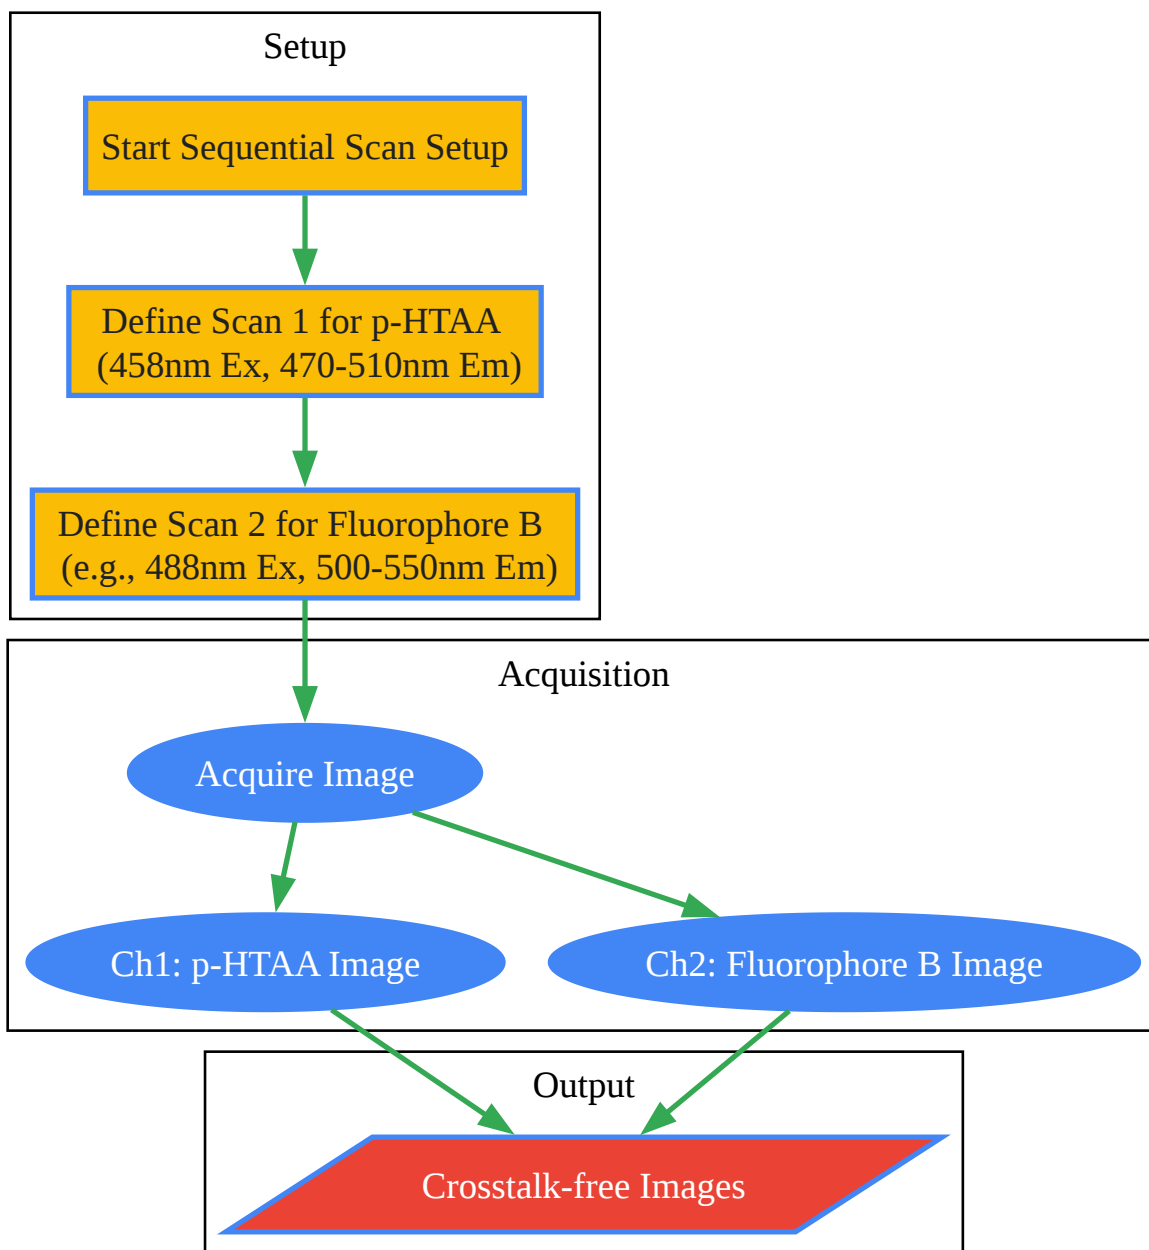 Setup
Start Sequential Scan Setup
Define Scan 1 for p-HTAA
(458nm Ex, 470-510nm Em)
Define Scan 2 for Fluorophore B
(e.g., 488nm Ex, 500-550nm Em)
Acquisition
Acquire Image
Ch1: p-HTAA Image
Ch2: Fluorophore B Image
Output
Crosstalk-free Images